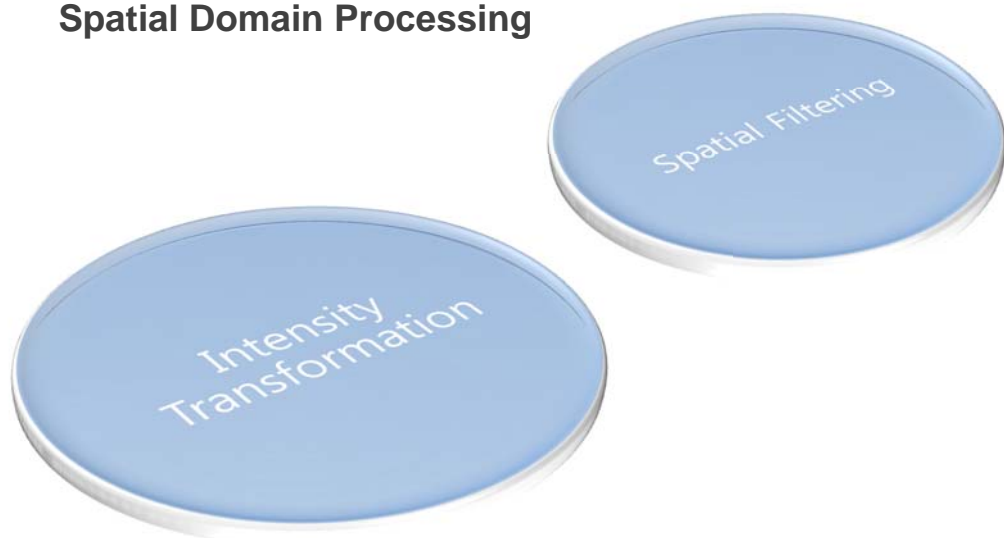 Spatial Domain Processing
Spatial Filtering
Intensity
Transformation